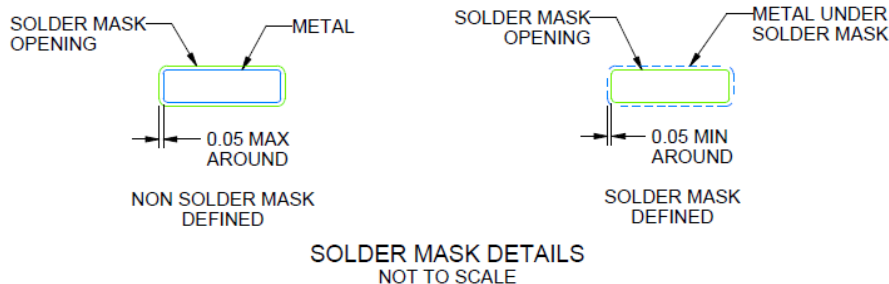 SOLDER MASK
OPENING
METAL
0.05 MAX
AROUND
NON SOLDER MASK
DEFINED
SOLDER MASK
OPENING
METAL UNDER
SOLDER MASK
0.05 MIN
AROUND
SOLDER MASK
DEFINED
SOLDER MASK DETAILS
NOT TO SCALE